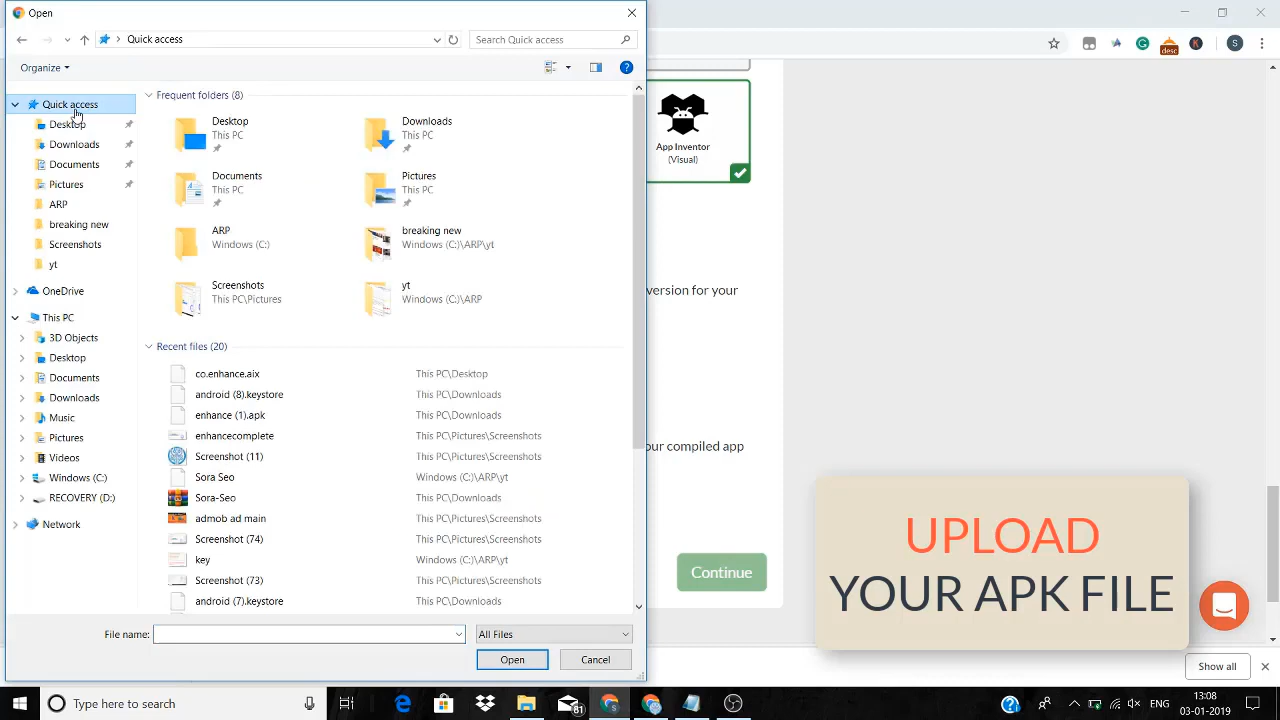 Open
Quick access
Search Quick access
Organize
Quick access
Desktop
Downloads
Documents
Pictures
ARP
breaking new
Screenshots
yt
OneDrive
This PC
3D Objects
Desktop
Documents
Downloads
Music
Pictures
Videos
Windows (C:)
RECOVERY (D:)
Network
Frequent folders (8)
Desktop
This PC
Downloads
This PC
Documents
This PC
Pictures
This PC
ARP
Windows (C:)
breaking new
Windows (C:)\ARP\yt
Screenshots
This PC\Pictures
yt
Windows (C:)\ARP
Recent files (20)
co.enhance.aix This PC\Desktop
android (8).keystore This PC\Downloads
enhance (1).apk This PC\Downloads
enhancecomplete This PC\Pictures\Screenshots
Screenshot (11) This PC\Pictures\Screenshots
Sora Seo Windows (C:)\ARP\yt
Sora-Seo This PC\Downloads
admob ad main This PC\Pictures\Screenshots
Screenshot (74) This PC\Pictures\Screenshots
key Windows (C:)\ARP\yt
Screenshot (73) This PC\Pictures\Screenshots
android (7).keystore This PC\Downloads
File name:
All Files
Open
Cancel
desc
K
S
App Inventor
(Visual)
version for your
our compiled app
Continue
UPLOAD
YOUR APK FILE
Show all
Type here to search
81
ENG
13:08
03-01-2019